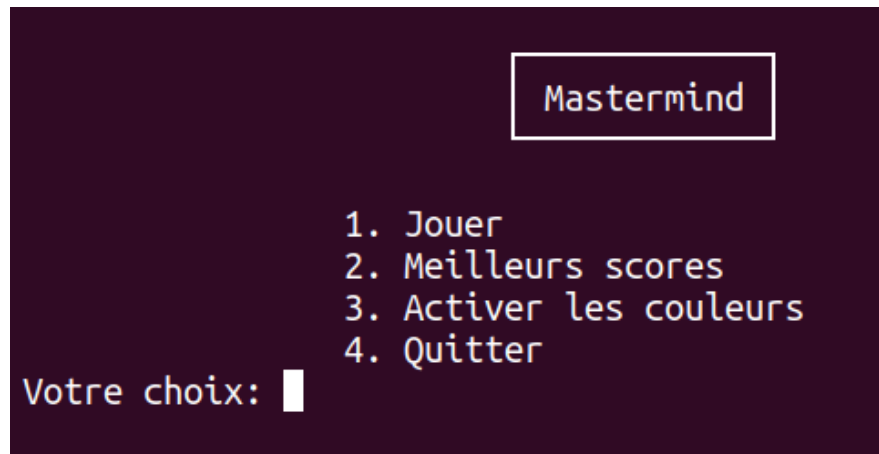 Mastermind
1. Jouer
2. Meilleurs scores
3. Activer les couleurs
4. Quitter
Votre choix: